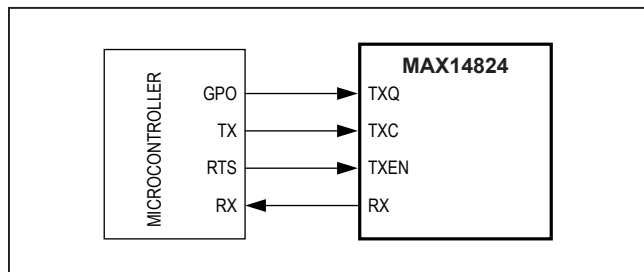 MICROCONTROLLER
MAX14824
GPO TXQ
TX TXC
RTS TXEN
RX RX